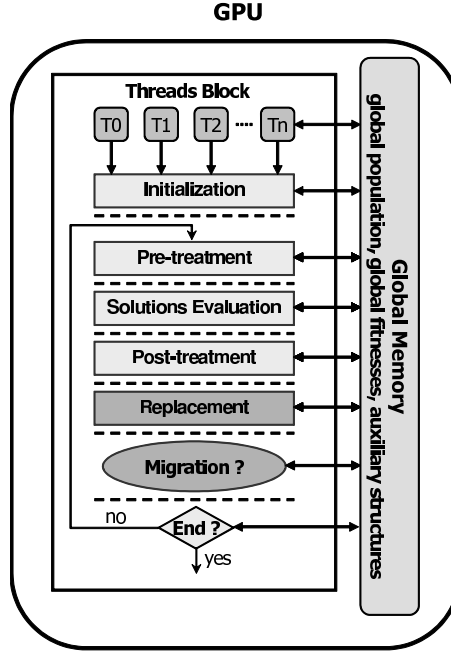 GPU
Threads Block
T0 T1 T2 ···· Tn
Initialization
Pre-treatment
Solutions Evaluation
Post-treatment
Replacement
Migration ?
End ?
no
yes
Global Memory
global population, global fitnesses, auxiliary structures